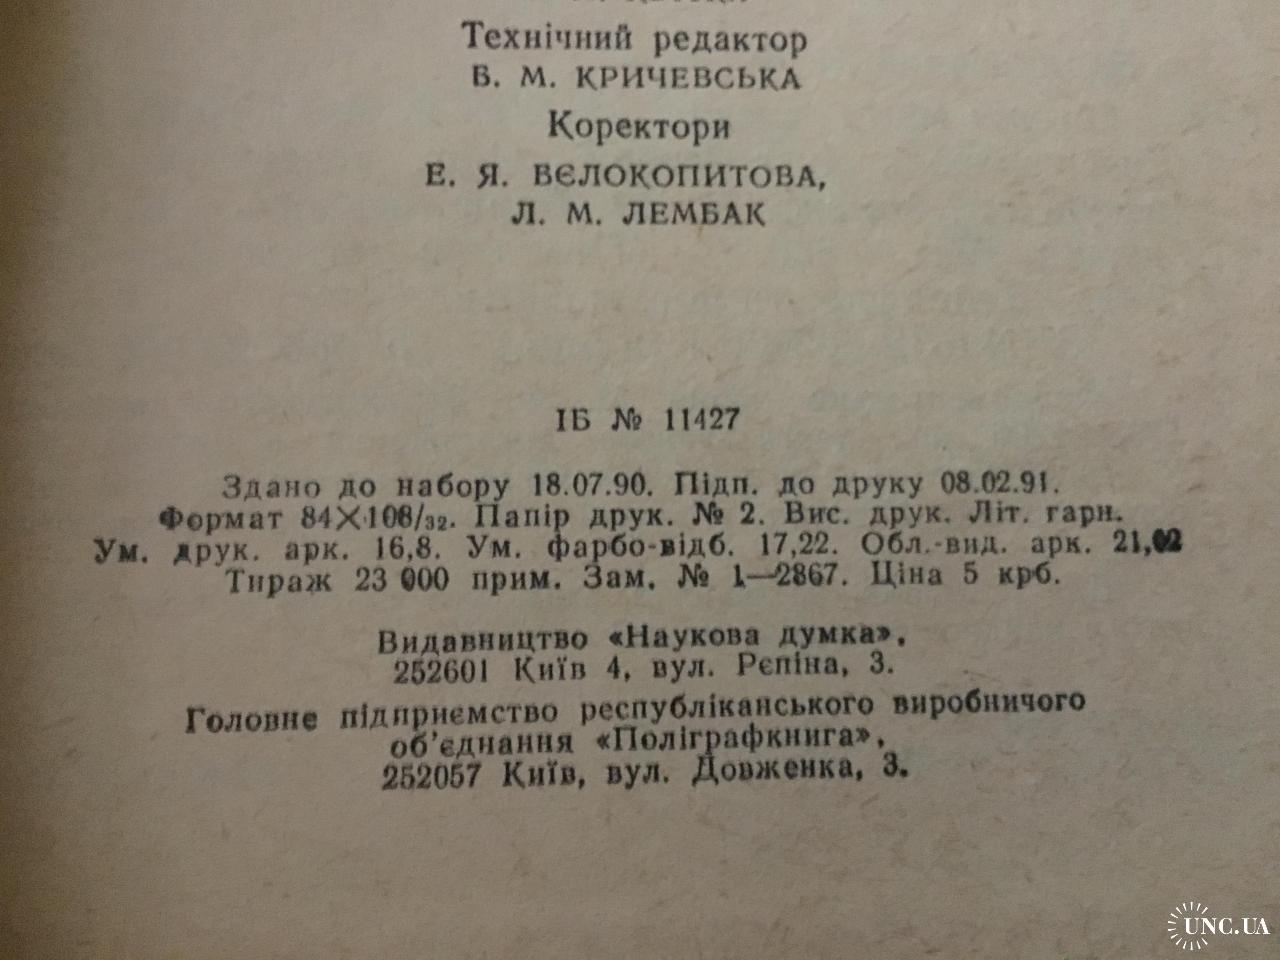 Технічний редактор
В. М. КРИЧЕВСЬКА
Коректори
Е. Я. БЄЛОКОПИТОВА,
Л. М. ЛЕМБАК
ІБ № 11427
Здано до набору 18.07.90. Підп. до друку 08.02.91.
Формат 84×108/32. Папір друк. № 2. Вис. друк. Літ. гарн.
Ум. друк. арк. 16,8. Ум. фарбо-відб. 17,22. Обл.-вид. арк. 21,02
Тираж 23 000 прим. Зам. № 1—2867. Ціна 5 крб.
Видавництво «Наукова думка»,
252601 Київ 4, вул. Рєпіна, 3.
Головне підприємство республіканського виробничого
об’єднання «Поліграфкнига»,
252057 Київ, вул. Довженка, 3.
UNC.UA